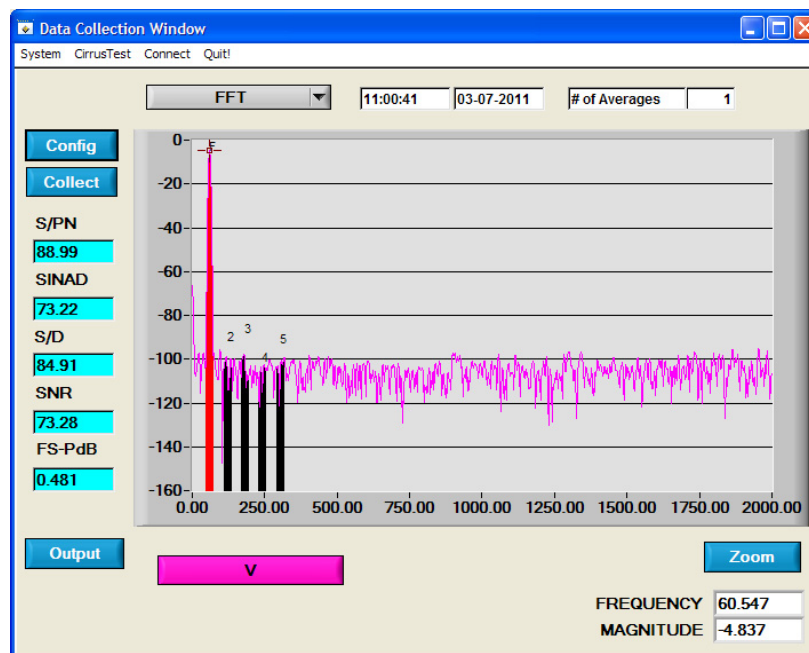 Data Collection Window
System CirrusTest Connect Quit!
FFT 11:00:41 03-07-2011 # of Averages 1
Config
Collect
S/PN
88.99
SINAD
73.22
S/D
84.91
SNR
73.28
FS-PdB
0.481
Output
0-
-20-
-40-
-60-
-80-
-100-
-120-
-140-
-160-
F
2 3 4 5
0.00 250.00 500.00 750.00 1000.00 1250.00 1500.00 1750.00 2000.00
V
Zoom
FREQUENCY 60.547
MAGNITUDE -4.837